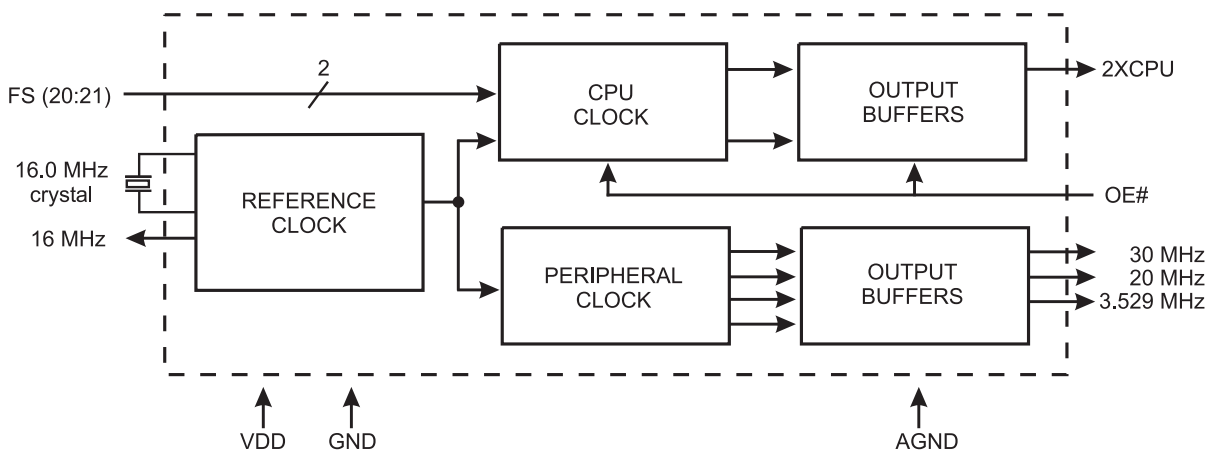 2
CPU
CLOCK
OUTPUT
BUFFERS
2XCPU
FS (20:21)
16.0 MHz
crystal
REFERENCE
CLOCK
OE#
16 MHz
PERIPHERAL
CLOCK
OUTPUT
BUFFERS
30 MHz
20 MHz
3.529 MHz
VDD
GND
AGND